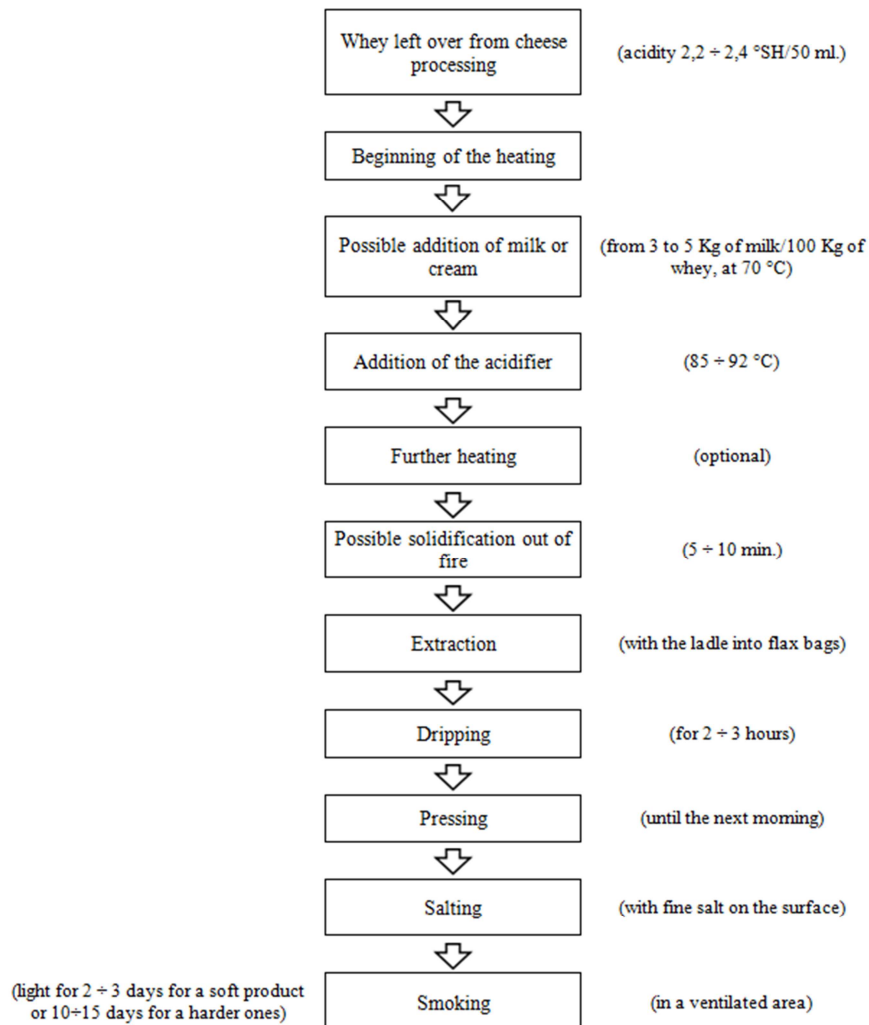 Whey left over from cheese
processing
(acidity 2,2 ÷ 2,4 °SH/50 ml.)
Beginning of the heating
Possible addition of milk or
cream
(from 3 to 5 Kg of milk/100 Kg of
whey, at 70 °C)
Addition of the acidifier
(85 ÷ 92 °C)
Further heating
(optional)
Possible solidification out of
fire
(5 ÷ 10 min.)
Extraction
(with the ladle into flax bags)
Dripping
(for 2 ÷ 3 hours)
Pressing
(until the next morning)
Salting
(with fine salt on the surface)
(light for 2 ÷ 3 days for a soft product
or 10÷15 days for a harder ones)
Smoking
(in a ventilated area)